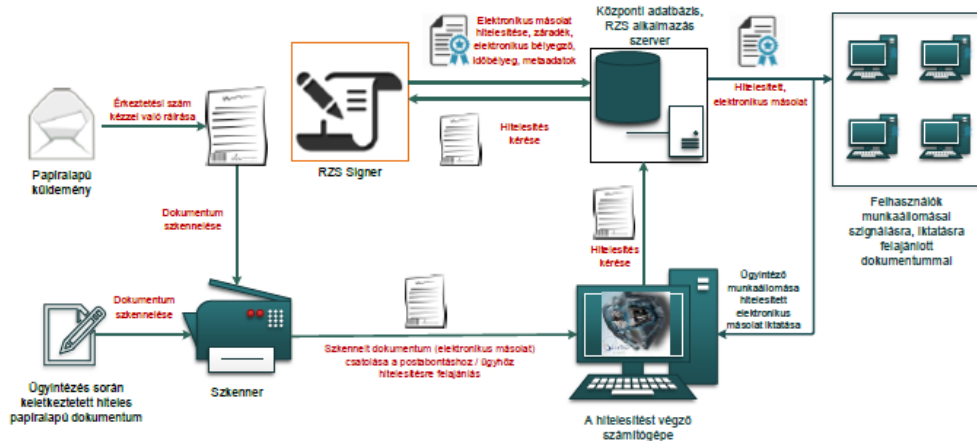 Elektronikus másolat
hitelesítése, záradék,
elektronikus bélyegző,
időbélyeg, metaadatok
Központi adatbázis,
RZS alkalmazás
szerver
Érkeztetési szám
kézzel való ráírása
Hitelesített,
elektronikus másolat
Hitelesítés
kérése
RZS Signer
Papíralapú
küldemény
Felhasználók
munkaállomásai
szignálásra, iktatásra
felajánlott
dokumentummal
Dokumentum
szkennelése
Hitelesítés
kérése
Ügyintéző
munkaállomása
hitelesített
elektronikus
másolat iktatása
Dokumentum
szkennelése
Szkennelt dokumentum (elektronikus másolat)
csatolása a postabontáshoz / ügyhöz
hitelesítésre felajánlás
Szkenner
Ügyintézés során
keletkeztetett hiteles
papíralapú dokumentum
A hitelesítést végző
számítógépe